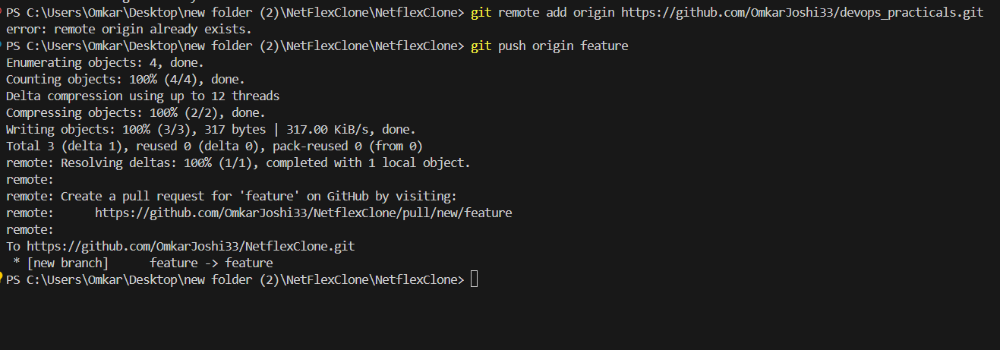 PS C:\Users\Omkar\Desktop\new folder (2)\NetFlexClone\NetflexClone> git remote add origin https://github.com/OmkarJoshi33/devops_practicals.git
error: remote origin already exists.
PS C:\Users\Omkar\Desktop\new folder (2)\NetFlexClone\NetflexClone> git push origin feature
Enumerating objects: 4, done.
Counting objects: 100% (4/4), done.
Delta compression using up to 12 threads
Compressing objects: 100% (2/2), done.
Writing objects: 100% (3/3), 317 bytes | 317.00 KiB/s, done.
Total 3 (delta 1), reused 0 (delta 0), pack-reused 0 (from 0)
remote: Resolving deltas: 100% (1/1), completed with 1 local object.
remote:
remote: Create a pull request for 'feature' on GitHub by visiting:
remote:      https://github.com/OmkarJoshi33/NetflexClone/pull/new/feature
remote:
To https://github.com/OmkarJoshi33/NetflexClone.git
 * [new branch]      feature -> feature
PS C:\Users\Omkar\Desktop\new folder (2)\NetFlexClone\NetflexClone>